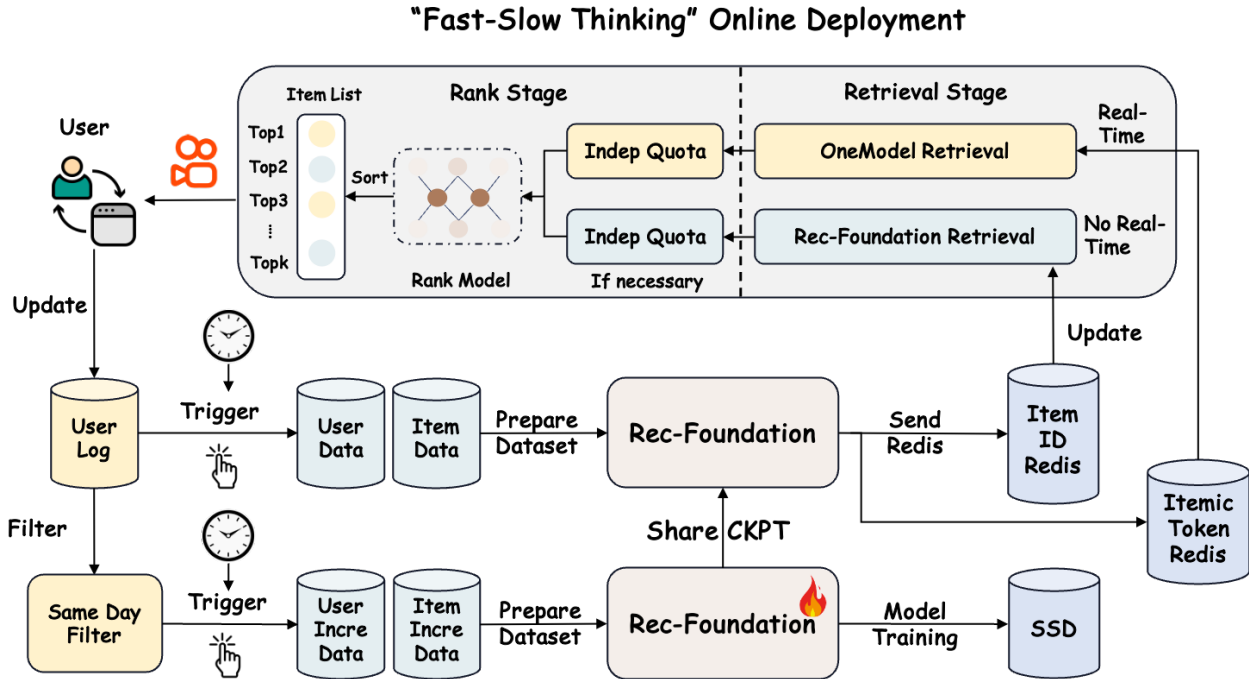 “Fast-Slow Thinking” Online Deployment
Item List
Rank Stage
Retrieval Stage
User
Top1
Top2
Top3
Topk
Sort
Rank Model
Indep Quota
Indep Quota
If necessary
OneModel Retrieval
Rec-Foundation Retrieval
Real-
Time
No Real-
Time
Update
Update
User
Log
Trigger
User
Data
Item
Data
Prepare
Dataset
Rec-Foundation
Send
Redis
Item
ID
Redis
Itemic
Token
Redis
Filter
Share CKPT
Same Day
Filter
Trigger
User
Incre
Data
Item
Incre
Data
Prepare
Dataset
Rec-Foundation
Model
Training
SSD